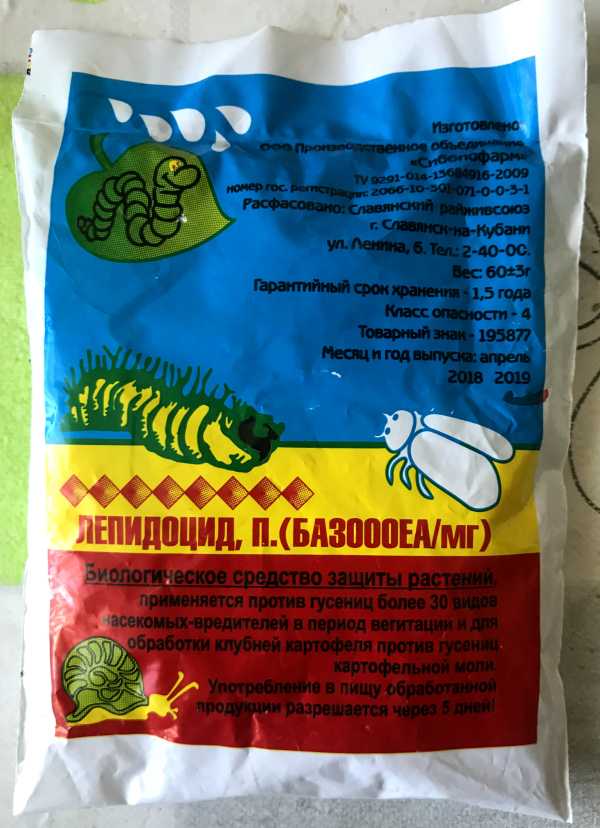 Изготовлено:
ООО Производственное объединение
«Сиббиофарм»
ТУ 9291-014-13684916-2009
номер гос. регистрации: 2066-10-301-071-0-0-3-1
Расфасовано: Славянский райживсоюз
г. Славянск-на-Кубани
ул. Ленина, 6. Тел.: 2-40-00.
Вес: 60±3г
Гарантийный срок хранения - 1,5 года
Класс опасности - 4
Товарный знак - 195877
Месяц и год выпуска: апрель
2018 2019
ЛЕПИДОЦИД, П.(БА3000ЕА/мг)
Биологическое средство защиты растений,
применяется против гусениц более 30 видов
насекомых-вредителей в период вегитации и для
обработки клубней картофеля против гусениц
картофельной моли.
Употребление в пищу обработанной
продукции разрешается через 5 дней!